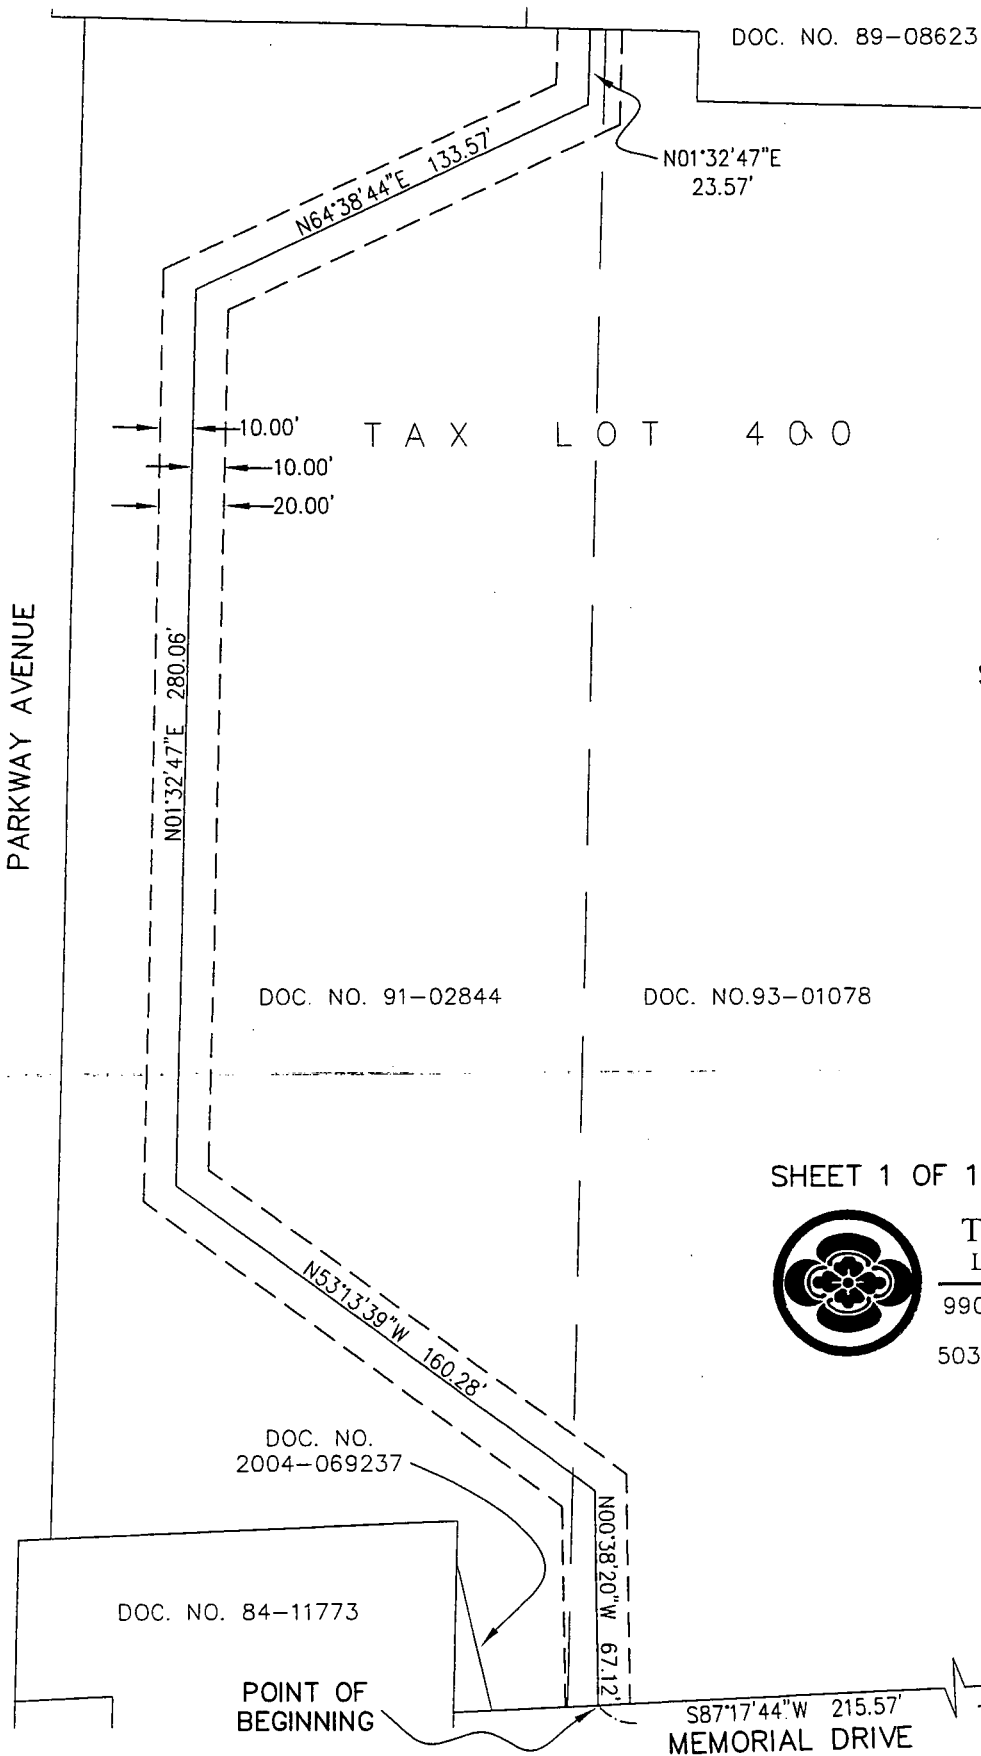 DOC. NO. 89-08623
N01°32'47"E
23.57'
N64°38'44"E 133.57'
10.00'
10.00'
20.00'
TAX LOT 400
PARKWAY AVENUE
N01°32'47"E 280.06'
DOC. NO. 91-02844
DOC. NO.93-01078
SHEET 1 OF 1
990
503
N53°13'39"W 160.28'
DOC. NO.
2004-069237
N00°38'20"W 67.12'
DOC. NO. 84-11773
POINT OF
BEGINNING
S87°17'44"W 215.57'
MEMORIAL DRIVE